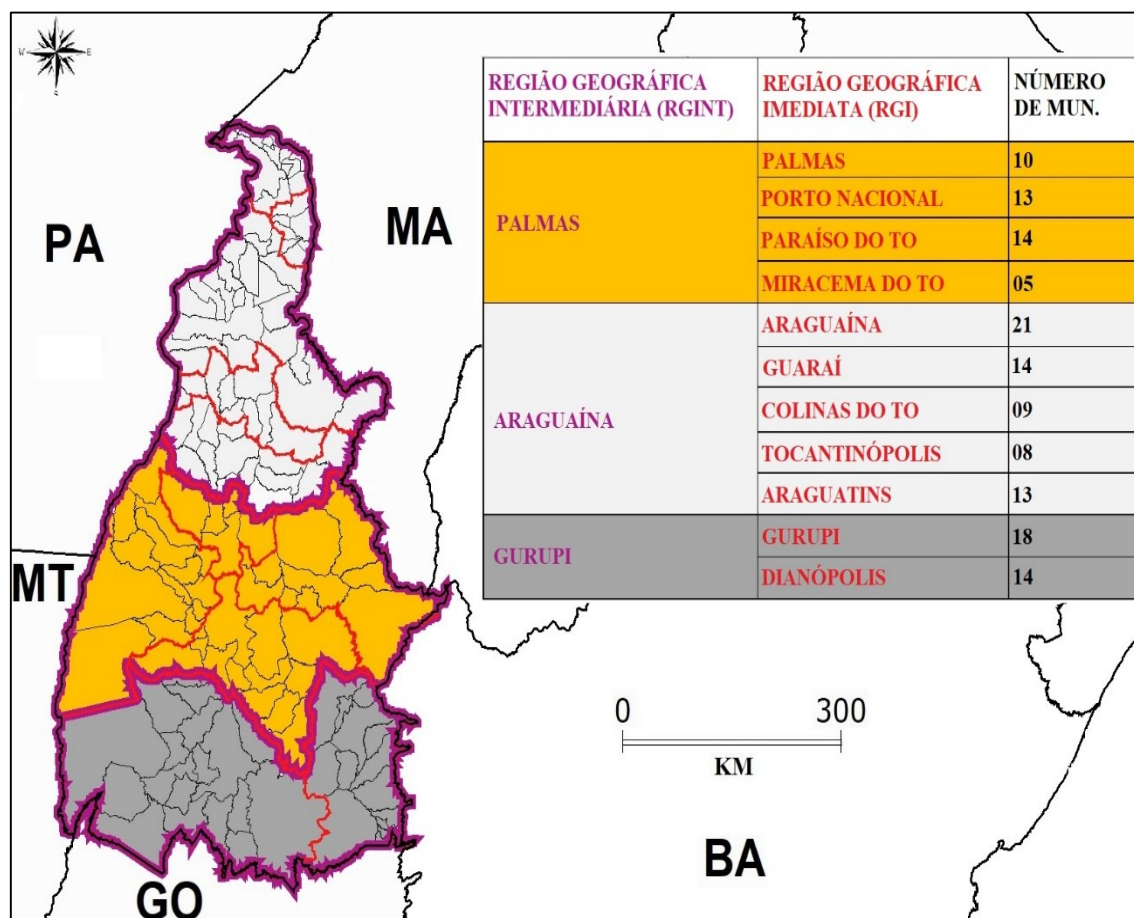 N
W
E
S
REGIÃO GEOGRÁFICA
INTERMEDIÁRIA (RGINT)
REGIÃO GEOGRÁFICA
IMEDIATA (RGI)
NÚMERO
DE MUN.
PALMAS
PALMAS
10
PORTO NACIONAL
13
PARAÍSO DO TO
14
MIRACEMA DO TO
05
ARAGUAÍNA
ARAGUAÍNA
21
GUARAÍ
14
COLINAS DO TO
09
TOCANTINÓPOLIS
08
ARAGUATINS
13
GURUPI
GURUPI
18
DIANÓPOLIS
14
PA
MA
MT
GO
BA
0 300
KM